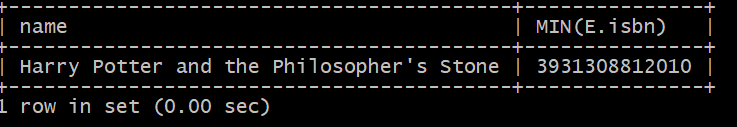 +-------------------------------------------+---------------+
| name                                      | MIN(E.isbn)   |
+-------------------------------------------+---------------+
| Harry Potter and the Philosopher's Stone | 3931308812010 |
+-------------------------------------------+---------------+
1 row in set (0.00 sec)